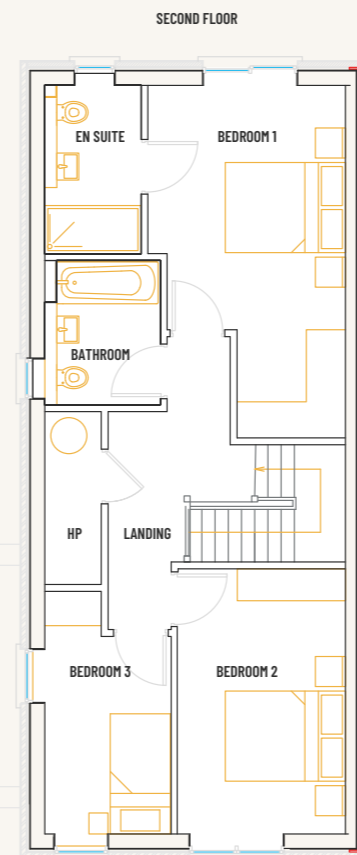 SECOND FLOOR
EN SUITE
BEDROOM 1
BATHROOM
HP
LANDING
BEDROOM 3
BEDROOM 2